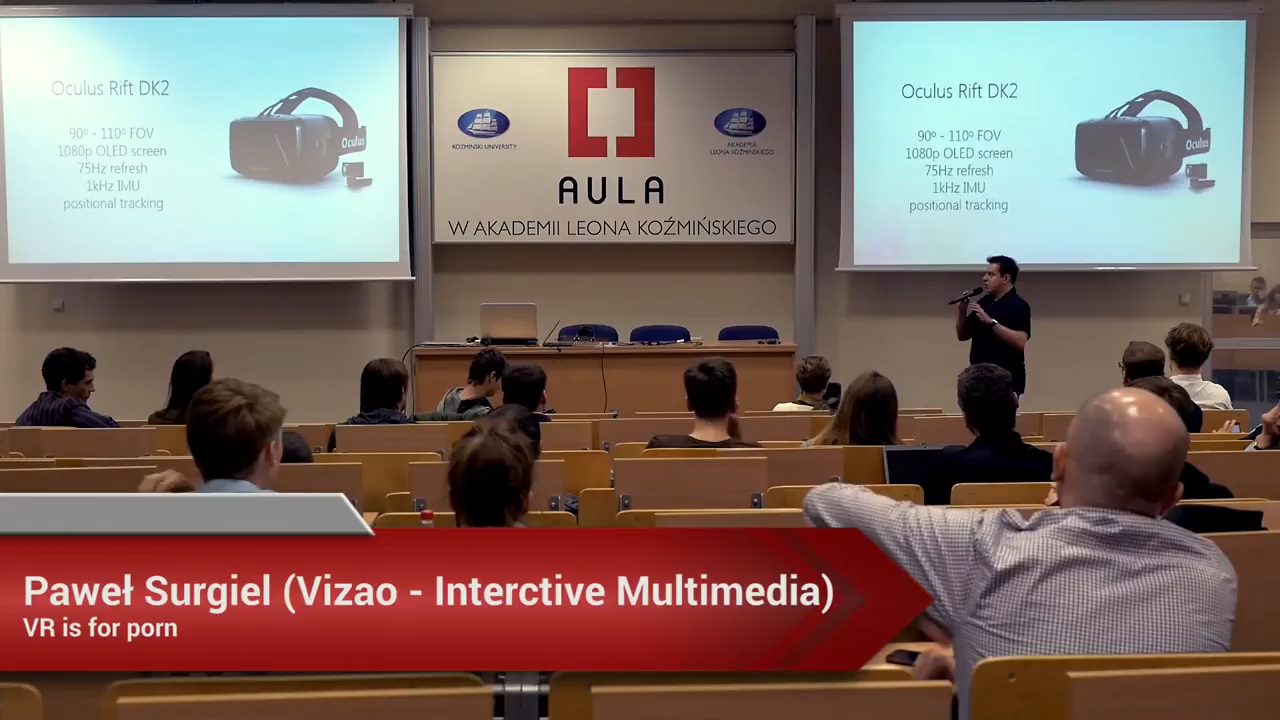 Oculus Rift DK2
90º - 110º FOV
1080p OLED screen
75Hz refresh
1kHz IMU
positional tracking
Oculus
KOZMINSKI UNIVERSITY
AULA
W AKADEMII LEONA KOŹMIŃSKIEGO
AKADEMIA
LEONA KOŹMIŃSKIEGO
Oculus Rift DK2
90º - 110º FOV
1080p OLED screen
75Hz refresh
1kHz IMU
positional tracking
Oculus
Paweł Surgiel (Vizao - Interctive Multimedia)
VR is for porn